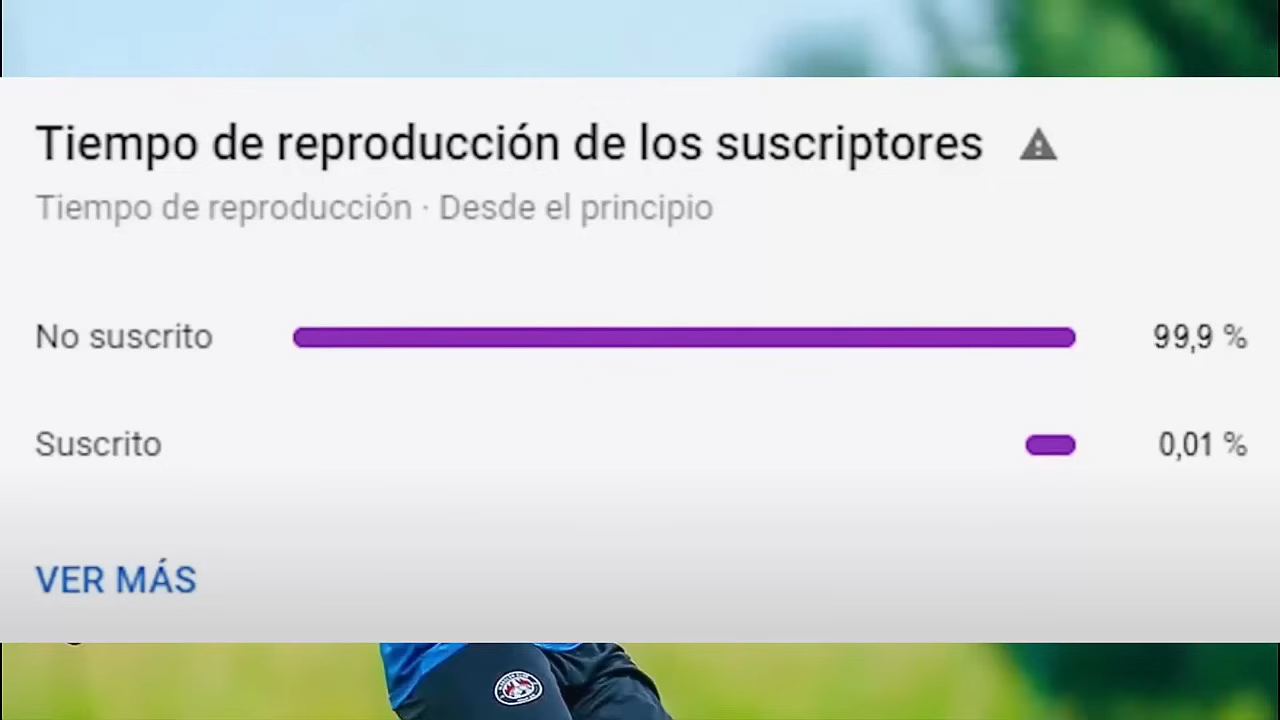 Tiempo de reproducción de los suscriptores
Tiempo de reproducción · Desde el principio
No suscrito 99,9 %
Suscrito 0,01 %
VER MÁS